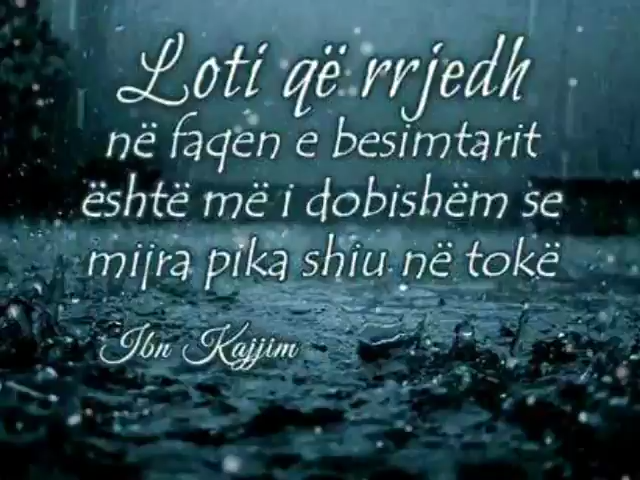 Loti që rrjedh
në faqen e besimtarit
është më i dobishëm se
mijra pika shiu në tokë
Ibn Kajjim